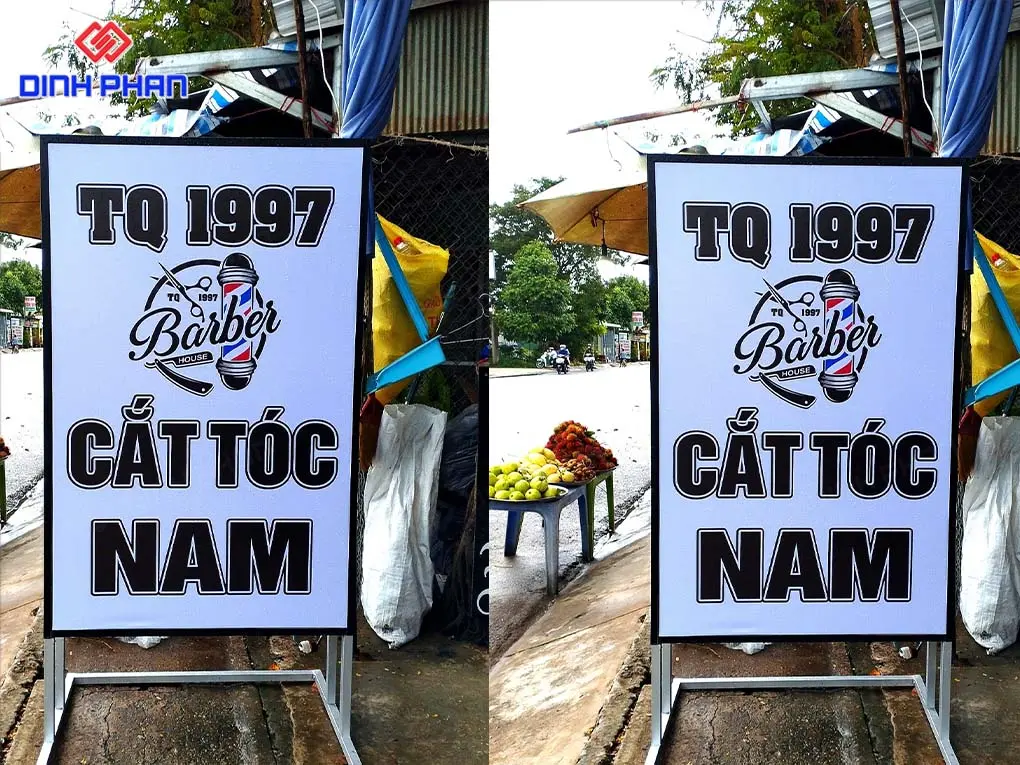 DINH PHAN
TQ 1997
TQ 1997
Barber
HOUSE
CẮT TÓC
NAM
TQ 1997
TQ 1997
Barber
HOUSE
CẮT TÓC
NAM